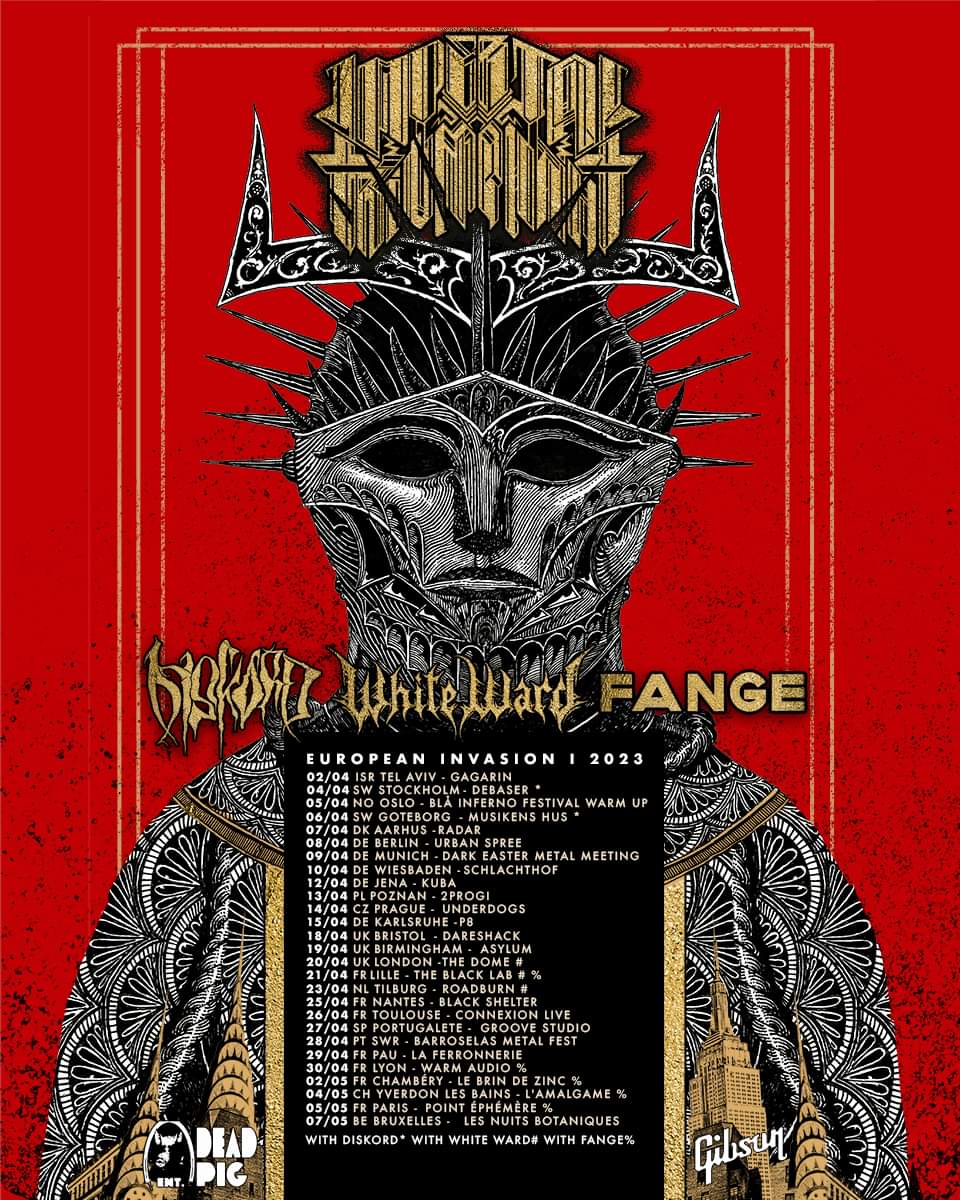 IMPERIAL
TRIUMPHANT
DISKORD
White Ward
FANGE
EUROPEAN INVASION I 2023
02/04 ISR TEL AVIV - GAGARIN
04/04 SW STOCKHOLM - DEBASER *
05/04 NO OSLO - BLÅ INFERNO FESTIVAL WARM UP
06/04 SW GOTEBORG - MUSIKENS HUS *
07/04 DK AARHUS -RADAR
08/04 DE BERLIN - URBAN SPREE
09/04 DE MUNICH - DARK EASTER METAL MEETING
10/04 DE WIESBADEN -SCHLACHTHOF
12/04 DE JENA - KUBA
13/04 PL POZNAN - 2PROGI
14/04 CZ PRAGUE - UNDERDOGS
15/04 DE KARLSRUHE -P8
18/04 UK BRISTOL - DARESHACK
19/04 UK BIRMINGHAM - ASYLUM
20/04 UK LONDON -THE DOME #
21/04 FR LILLE - THE BLACK LAB # %
23/04 NL TILBURG - ROADBURN #
25/04 FR NANTES - BLACK SHELTER
26/04 FR TOULOUSE - CONNEXION LIVE
27/04 SP PORTUGALETE - GROOVE STUDIO
28/04 PT SWR - BARROSELAS METAL FEST
29/04 FR PAU - LA FERRONNERIE
30/04 FR LYON - WARM AUDIO %
02/05 FR CHAMBÉRY - LE BRIN DE ZINC %
04/05 CH YVERDON LES BAINS - L'AMALGAME %
05/05 FR PARIS - POINT ÉPHÉMÈRE %
07/05 BE BRUXELLES - LES NUITS BOTANIQUES
WITH DISKORD* WITH WHITE WARD# WITH FANGE%
DEAD
PIG
ENT.
Gibson